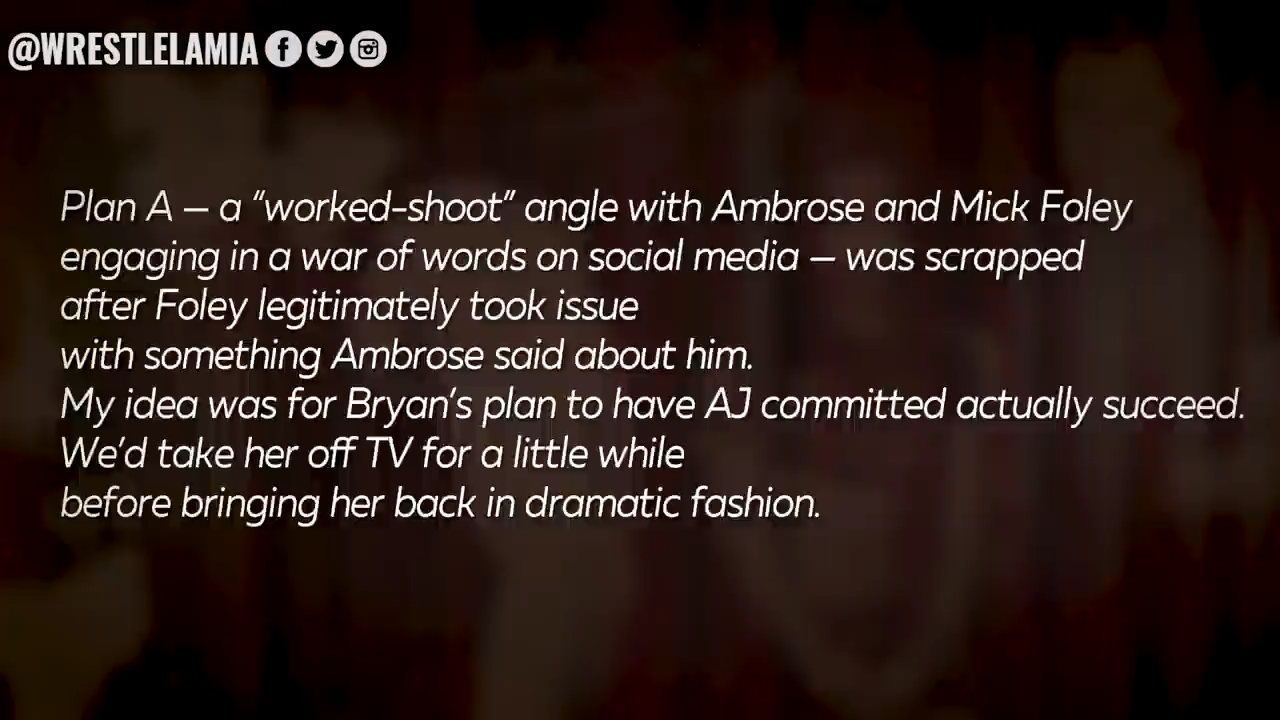 @WRESTLELAMIA
Plan A – a “worked-shoot” angle with Ambrose and Mick Foley
engaging in a war of words on social media – was scrapped
after Foley legitimately took issue
with something Ambrose said about him.
My idea was for Bryan’s plan to have AJ committed actually succeed.
We’d take her off TV for a little while
before bringing her back in dramatic fashion.